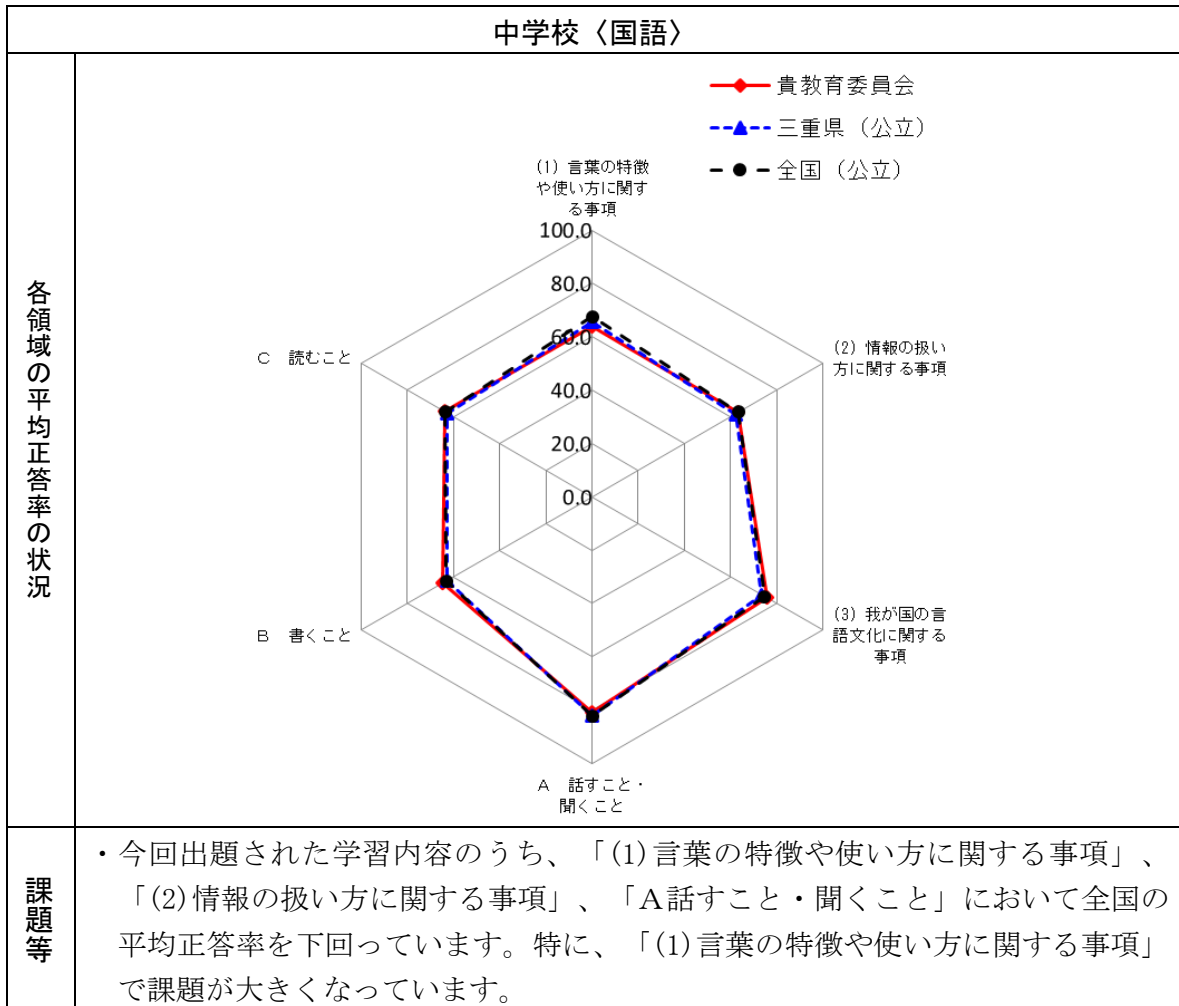 中学校〈国語〉
各領域の平均正答率の状況
貴教育委員会
三重県（公立）
全国（公立）
(1) 言葉の特徴
や使い方に関す
る事項
100.0
80.0
60.0
40.0
20.0
0.0
(2) 情報の扱い
方に関する事項
(3) 我が国の言
語文化に関する
事項
A　話すこと・
聞くこと
B　書くこと
C　読むこと
課題等
・今回出題された学習内容のうち、「(1)言葉の特徴や使い方に関する事項」、
「(2)情報の扱い方に関する事項」、「A話すこと・聞くこと」において全国の
平均正答率を下回っています。特に、「(1)言葉の特徴や使い方に関する事項」
で課題が大きくなっています。